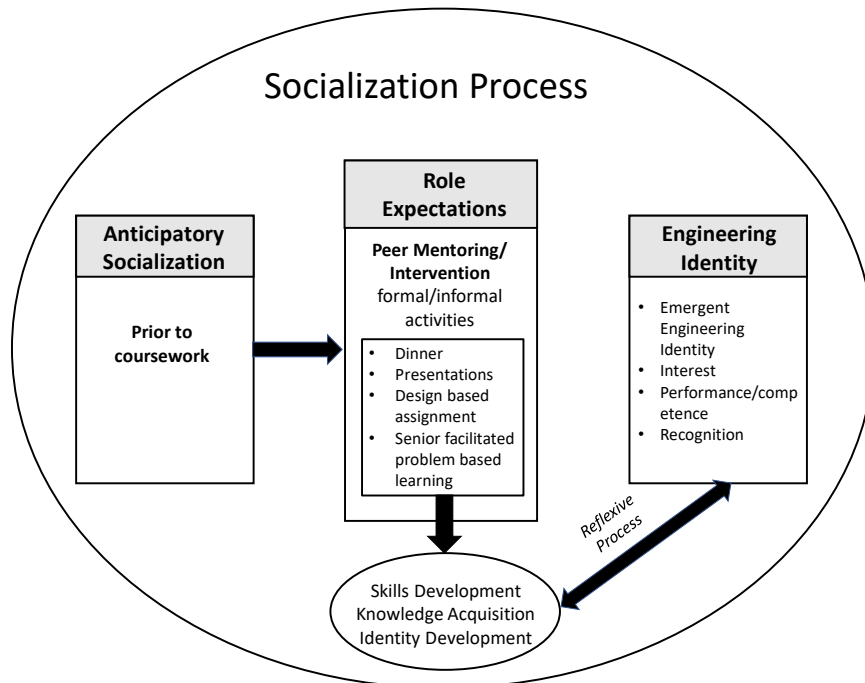 Socialization Process
Anticipatory
Socialization
Prior to
coursework
Role
Expectations
Peer Mentoring/
Intervention
formal/informal
activities
• Dinner
• Presentations
• Design based
assignment
• Senior facilitated
problem based
learning
Engineering
Identity
• Emergent
Engineering
Identity
• Interest
• Performance/comp
etence
• Recognition
Reflexive
Process
Skills Development
Knowledge Acquisition
Identity Development